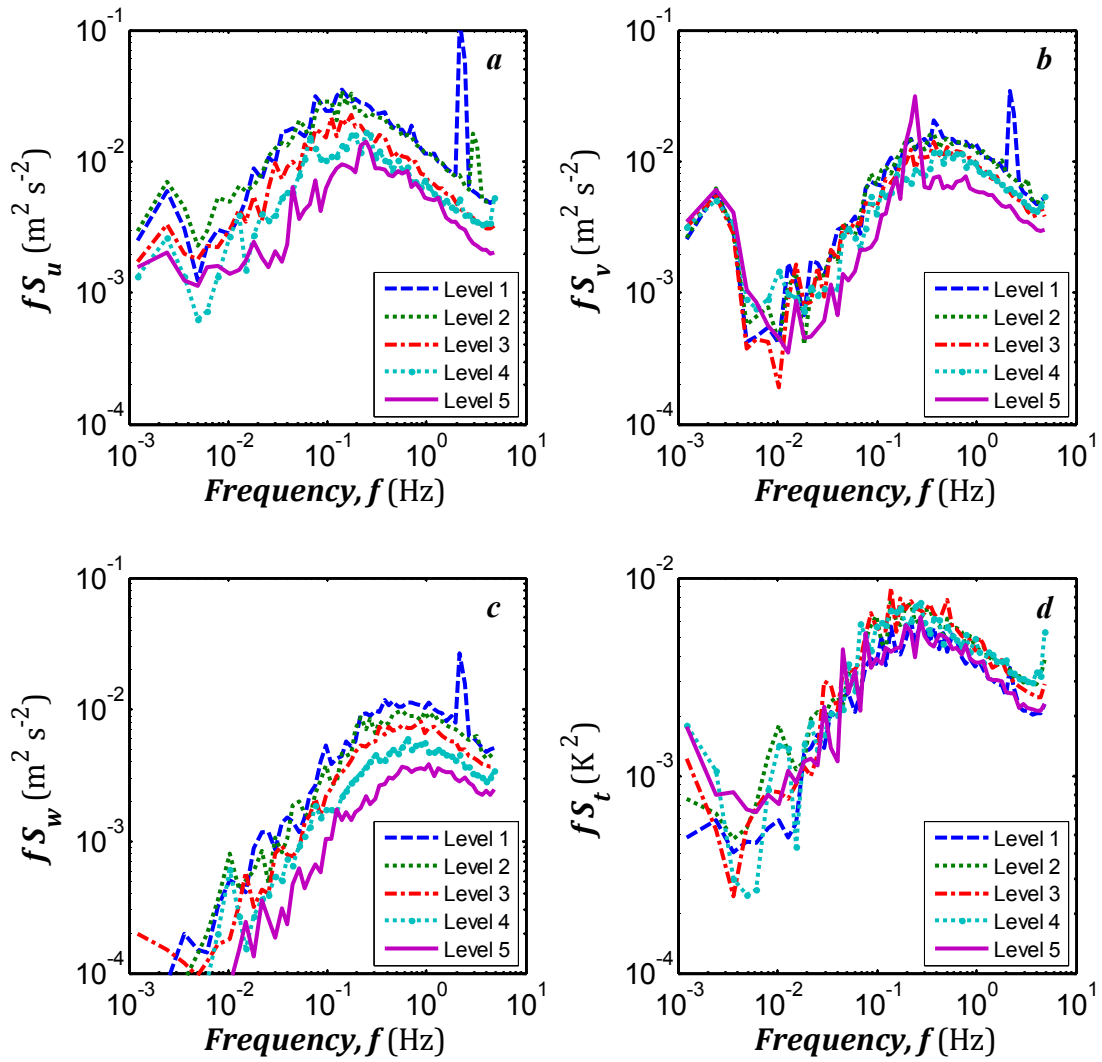 10^-1
10^-2
10^-3
10^-4
f S_u (m^2 s^-2)
a
Level 1
Level 2
Level 3
Level 4
Level 5
10^-3 10^-2 10^-1 10^0 10^1
Frequency, f (Hz)
10^-1
10^-2
10^-3
10^-4
f S_v (m^2 s^-2)
b
Level 1
Level 2
Level 3
Level 4
Level 5
10^-3 10^-2 10^-1 10^0 10^1
Frequency, f (Hz)
10^-1
10^-2
10^-3
10^-4
f S_w (m^2 s^-2)
c
Level 1
Level 2
Level 3
Level 4
Level 5
10^-3 10^-2 10^-1 10^0 10^1
Frequency, f (Hz)
10^-2
10^-3
10^-4
f S_t (K^2)
d
Level 1
Level 2
Level 3
Level 4
Level 5
10^-3 10^-2 10^-1 10^0 10^1
Frequency, f (Hz)